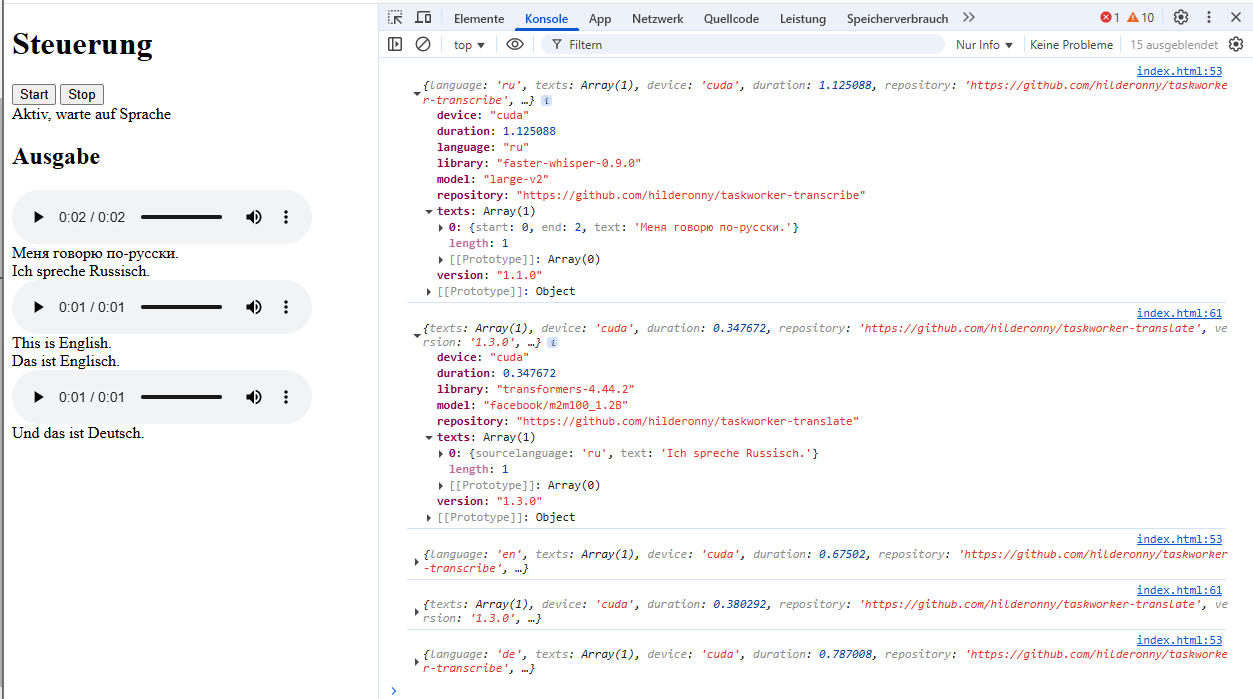 Steuerung
Start Stop
Aktiv, warte auf Sprache
Ausgabe
0:02 / 0:02
Меня говорю по-русски.
Ich spreche Russisch.
0:01 / 0:01
This is English.
Das ist Englisch.
0:01 / 0:01
Und das ist Deutsch.
Elemente Konsole App Netzwerk Quellcode Leistung Speicherverbrauch 1 10
top Filtern Nur Info Keine Probleme 15 ausgeblendet
index.html:53
{language: 'ru', texts: Array(1), device: 'cuda', duration: 1.125088, repository: 'https://github.com/hilderonny/taskworke
r-transcribe', …} i
device: "cuda"
duration: 1.125088
language: "ru"
library: "faster-whisper-0.9.0"
model: "large-v2"
repository: "https://github.com/hilderonny/taskworker-transcribe"
texts: Array(1)
0: {start: 0, end: 2, text: 'Меня говорю по-русски.'}
length: 1
[[Prototype]]: Array(0)
version: "1.1.0"
[[Prototype]]: Object
index.html:61
{texts: Array(1), device: 'cuda', duration: 0.347672, repository: 'https://github.com/hilderonny/taskworker-translate', ve
rsion: '1.3.0', …} i
device: "cuda"
duration: 0.347672
library: "transformers-4.44.2"
model: "facebook/m2m100_1.2B"
repository: "https://github.com/hilderonny/taskworker-translate"
texts: Array(1)
0: {sourcelanguage: 'ru', text: 'Ich spreche Russisch.'}
length: 1
[[Prototype]]: Array(0)
version: "1.3.0"
[[Prototype]]: Object
index.html:53
{language: 'en', texts: Array(1), device: 'cuda', duration: 0.67502, repository: 'https://github.com/hilderonny/taskworker
-transcribe', …}
index.html:61
{texts: Array(1), device: 'cuda', duration: 0.380292, repository: 'https://github.com/hilderonny/taskworker-translate', ve
rsion: '1.3.0', …}
index.html:53
{language: 'de', texts: Array(1), device: 'cuda', duration: 0.787008, repository: 'https://github.com/hilderonny/taskworke
r-transcribe', …}